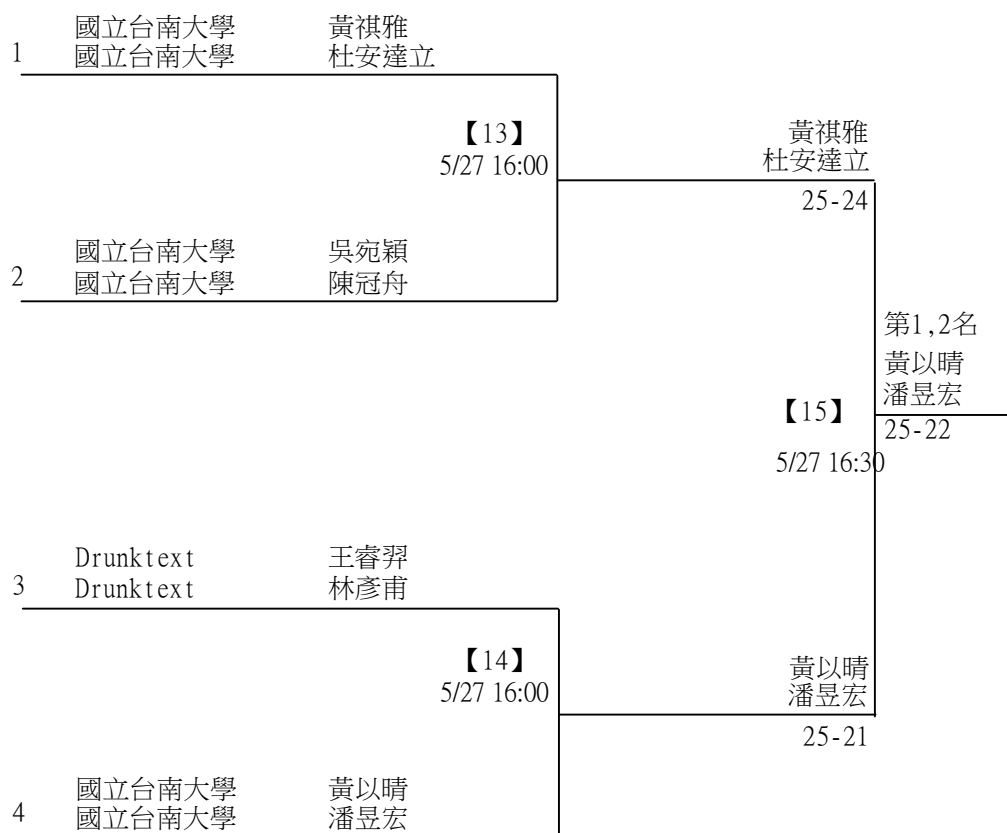 國立台南大學 黃祺雅
1 國立台南大學 杜安達立
【13】
5/27 16:00
黃祺雅
杜安達立
25-24
國立台南大學 吳宛穎
2 國立台南大學 陳冠舟
第1,2名
黃以晴
潘昱宏
【15】
25-22
5/27 16:30
Drunktext 王睿羿
3 Drunktext 林彥甫
【14】
5/27 16:00
黃以晴
潘昱宏
25-21
國立台南大學 黃以晴
4 國立台南大學 潘昱宏